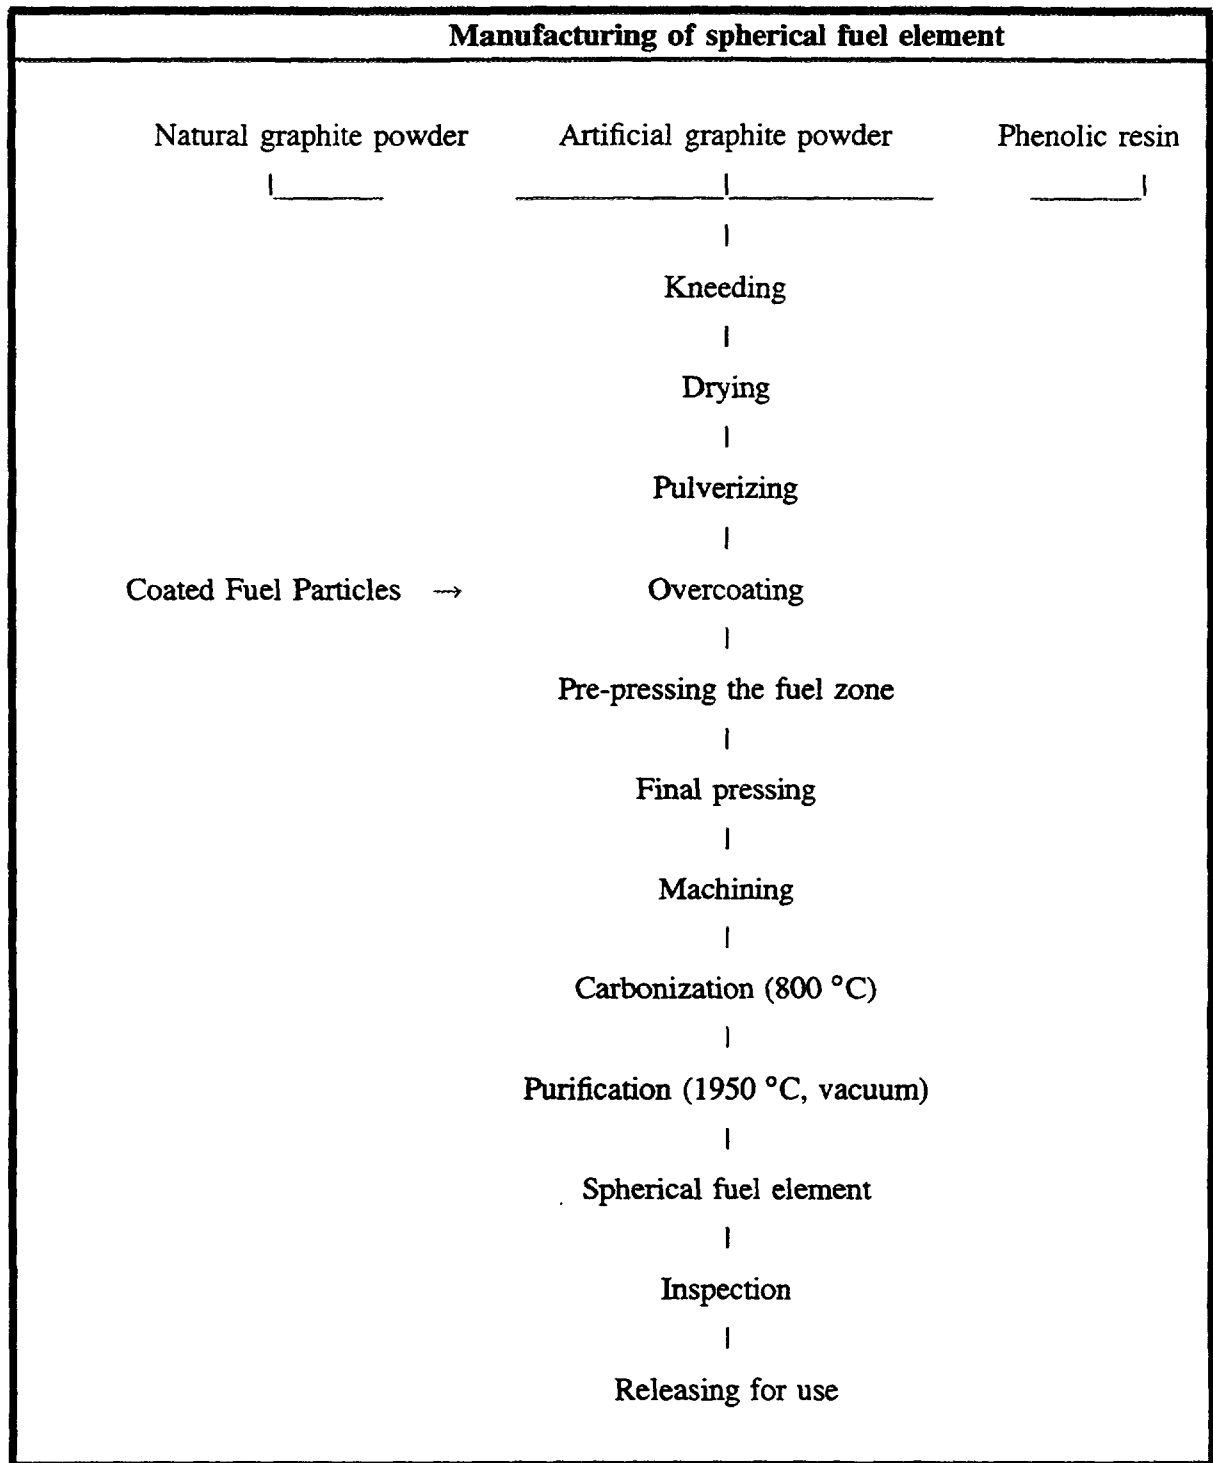 Manufacturing of spherical fuel element
Natural graphite powder Artificial graphite powder Phenolic resin
Kneeding
Drying
Pulverizing
Coated Fuel Particles → Overcoating
Pre-pressing the fuel zone
Final pressing
Machining
Carbonization (800 °C)
Purification (1950 °C, vacuum)
Spherical fuel element
Inspection
Releasing for use